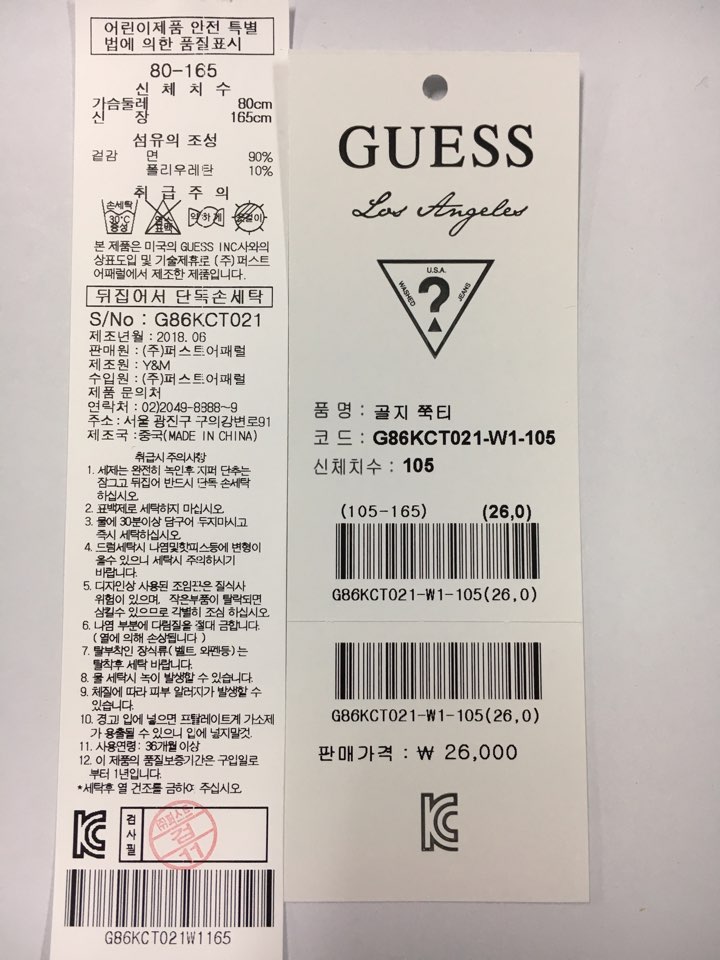 어린이제품 안전 특별
법에 의한 품질표시
80-165
신 체 치 수
가슴둘레 80cm
신 장 165cm
섬유의 조성
겉감 면 90%
폴리우레탄 10%
취 급 주 의
손세탁
30°C
중성
염소
표백
약하게
본 제품은 미국의 GUESS INC사와의
상표도입 및 기술제휴로 (주)퍼스트
어패럴에서 제조한 제품입니다.
뒤집어서 단독손세탁
S/No : G86KCT021
제조년월 : 2018.06
판매원 : (주)퍼스트어패럴
제조원 : Y&M
수입원 : (주)퍼스트어패럴
제품 문의처
연락처 : 02)2049-8888~9
주소 : 서울 광진구 구의강변로91
제조국 : 중국(MADE IN CHINA)
취급시 주의사항
1. 세제는 완전히 녹인후 지퍼 단추는
잠그고 뒤집어 반드시 단독 손세탁
하십시오.
2. 표백제로 세탁하지 마십시오.
3. 물에 30분이상 담구어 두지마시고
즉시 세탁하십시오.
4. 드럼세탁시 나염및핫피스등에 변형이
올수 있으니 세탁시 주의하시기
바랍니다.
5. 디자인상 사용된 조임끈은 질식사
위험이 있으며, 작은부품이 탈락되면
삼킬수 있으므로 각별히 조심 하십시오.
6. 나염 부분에 다림질을 절대 금합니다.
( 열에 의해 손상됩니다 )
7. 탈부착인 장식류( 벨트, 와펜등) 는
탈착후 세탁 바랍니다.
8. 물 세탁시 녹이 발생할 수 있습니다.
9. 체질에 따라 피부 알러지가 발생할 수
있습니다.
10. 경고! 입에 넣으면 프탈레이트계 가소제
가 용출될 수 있으니 입에 넣지말것.
11. 사용연령: 36개월 이상
12. 이 제품의 품질보증기간은 구입일로
부터 1년입니다.
*세탁후 열 건조를 금하여 주십시오.
검
사
필
(주)퍼스트
검
11
G86KCT021W1165
GUESS
Los Angeles
U.S.A.
WASHED
?
JEANS
품 명 : 골지 쭉티
코 드 : G86KCT021-W1-105
신체치수 : 105
(105-165) (26,0)
G86KCT021-W1-105(26,0)
G86KCT021-W1-105(26,0)
판매가격 : ₩ 26,000